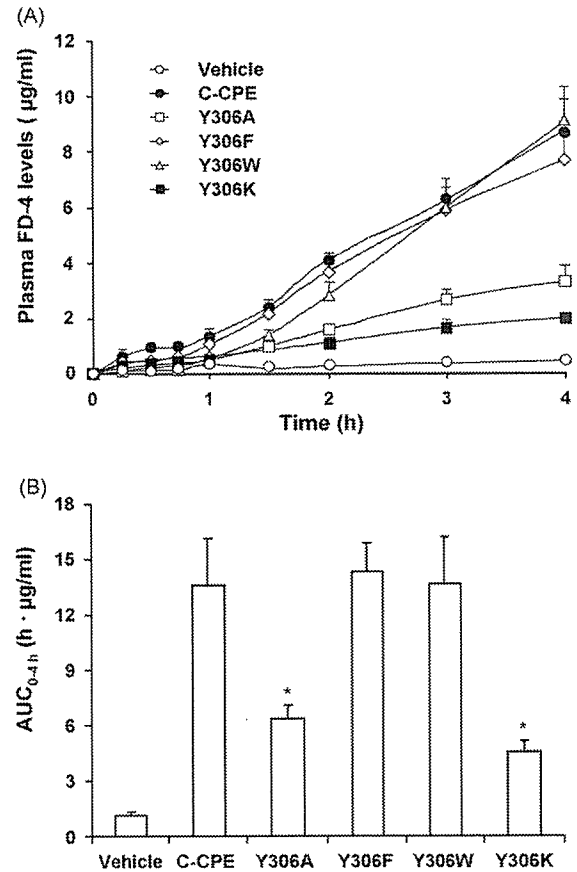 (A)
Plasma FD-4 levels ( µg/ml)
12
10
8
6
4
2
0
Vehicle
C-CPE
Y306A
Y306F
Y306W
Y306K
0 1 2 3 4
Time (h)
(B)
AUC0-4 h (h · µg/ml)
18
15
12
9
6
3
0
* *
Vehicle C-CPE Y306A Y306F Y306W Y306K